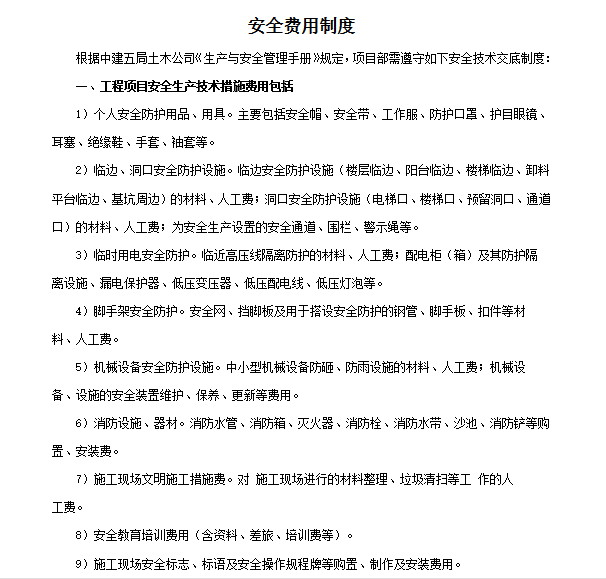 安全费用制度
根据中建五局土木公司《生产与安全管理手册》规定，项目部需遵守如下安全技术交底制度：
一、工程项目安全生产技术措施费用包括
1）个人安全防护用品、用具。主要包括安全帽、安全带、工作服、防护口罩、护目眼镜、
耳塞、绝缘鞋、手套、袖套等。
2）临边、洞口安全防护设施。临边安全防护设施（楼层临边、阳台临边、楼梯临边、卸料
平台临边、基坑周边）的材料、人工费；洞口安全防护设施（电梯口、楼梯口、预留洞口、通道
口）的材料、人工费；为安全生产设置的安全通道、围栏、警示绳等。
3）临时用电安全防护。临近高压线隔离防护的材料、人工费；配电柜（箱）及其防护隔
离设施、漏电保护器、低压变压器、低压配电线、低压灯泡等。
4）脚手架安全防护。安全网、挡脚板及用于搭设安全防护的钢管、脚手板、扣件等材
料、人工费。
5）机械设备安全防护设施。中小型机械设备防砸、防雨设施的材料、人工费；机械设
备、设施的安全装置维护、保养、更新等费用。
6）消防设施、器材。消防水管、消防箱、灭火器、消防栓、消防水带、沙池、消防铲等购
置、安装费。
7）施工现场文明施工措施费。对 施工现场进行的材料整理、垃圾清扫等工 作的人
工费。
8）安全教育培训费用（含资料、差旅、培训费等）。
9）施工现场安全标志、标语及安全操作规程牌等购置、制作及安装费用。